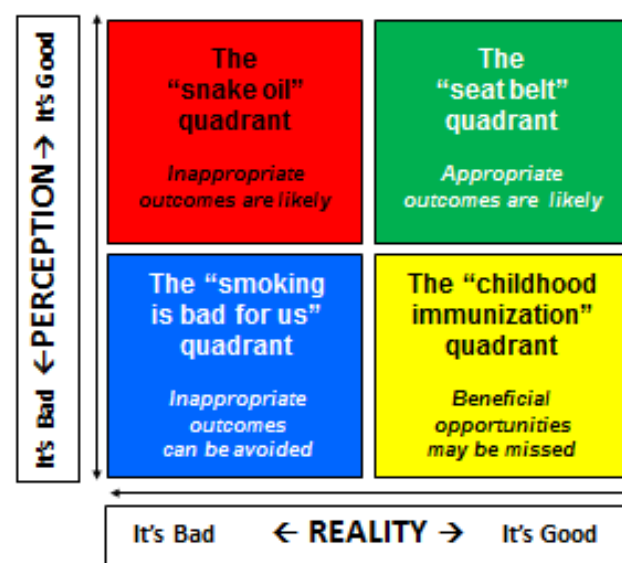 The
“snake oil”
quadrant
Inappropriate
outcomes are likely
The
“seat belt”
quadrant
Appropriate
outcomes are likely
It's Bad ← PERCEPTION → It's Good
The “smoking
is bad for us”
quadrant
Inappropriate
outcomes
can be avoided
The “childhood
immunization”
quadrant
Beneficial
opportunities
may be missed
It's Bad ← REALITY → It's Good